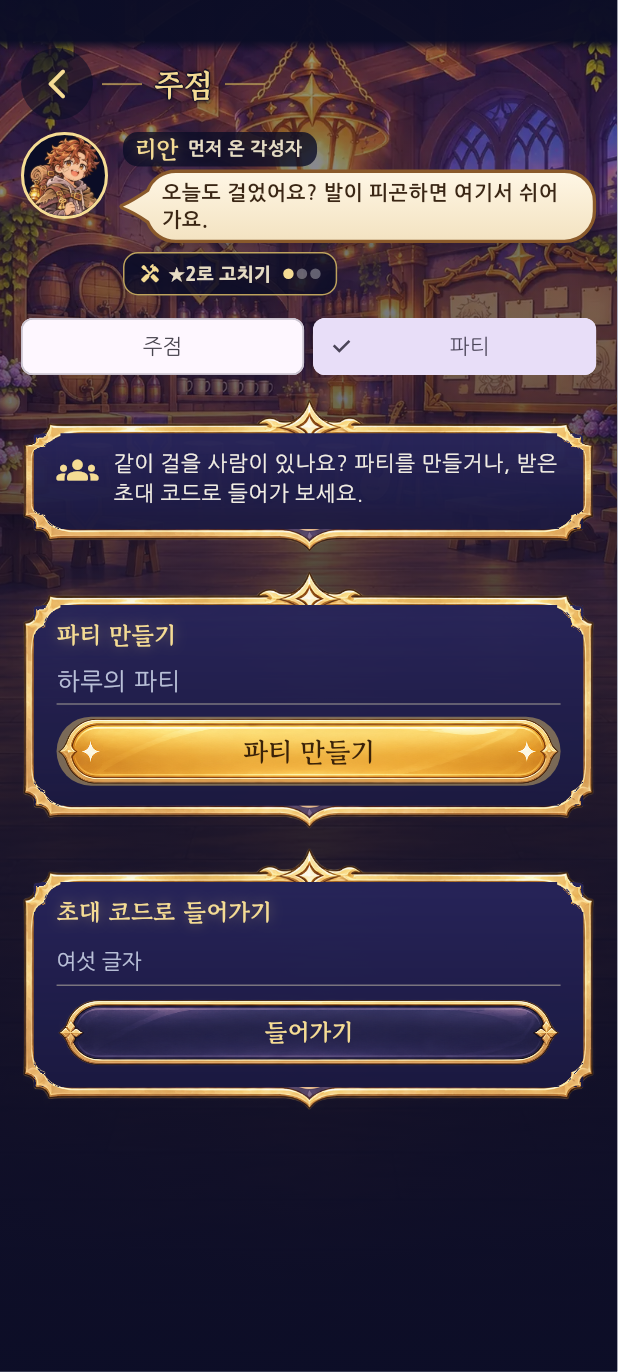 주점
리안 먼저 온 각성자
오늘도 걸었어요? 발이 피곤하면 여기서 쉬어
가요.
★2로 고치기
주점
파티
같이 걸을 사람이 있나요? 파티를 만들거나, 받은
초대 코드로 들어가 보세요.
파티 만들기
하루의 파티
파티 만들기
초대 코드로 들어가기
여섯 글자
들어가기